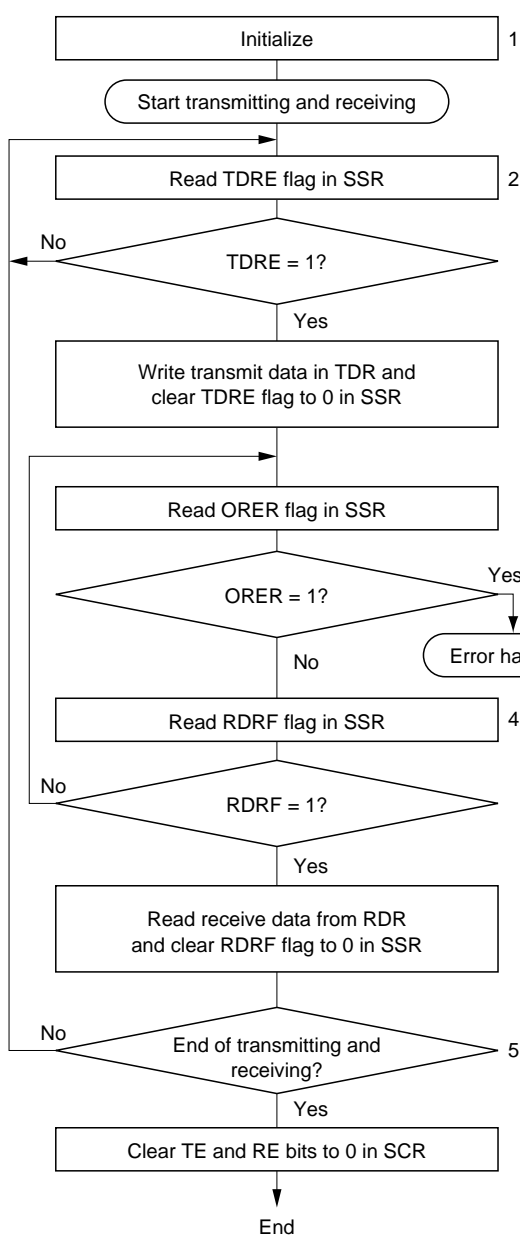 Initialize
1
Start transmitting and receiving
Read TDRE flag in SSR
2
No
TDRE = 1?
Yes
Write transmit data in TDR and
clear TDRE flag to 0 in SSR
Read ORER flag in SSR
Yes
ORER = 1?
Error ha
No
Read RDRF flag in SSR
4
No
RDRF = 1?
Yes
Read receive data from RDR
and clear RDRF flag to 0 in SSR
No
End of transmitting and
receiving?
5
Yes
Clear TE and RE bits to 0 in SCR
End